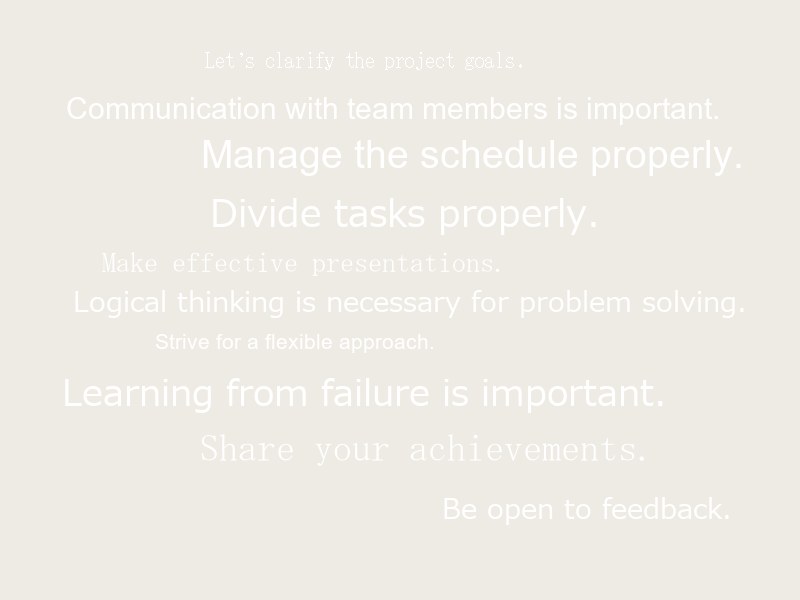 Let's clarify the project goals.
Communication with team members is important.
Manage the schedule properly.
Divide tasks properly.
Make effective presentations.
Logical thinking is necessary for problem solving.
Strive for a flexible approach.
Learning from failure is important.
Share your achievements.
Be open to feedback.